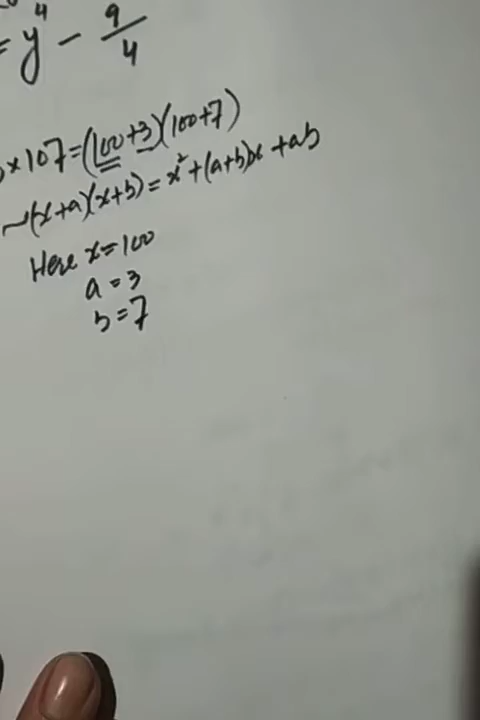 = y⁴ - 9/4
×107=(100+3)(100+7)
(x+a)(x+b)=x²+(a+b)x+ab
Here x=100
a=3
b=7